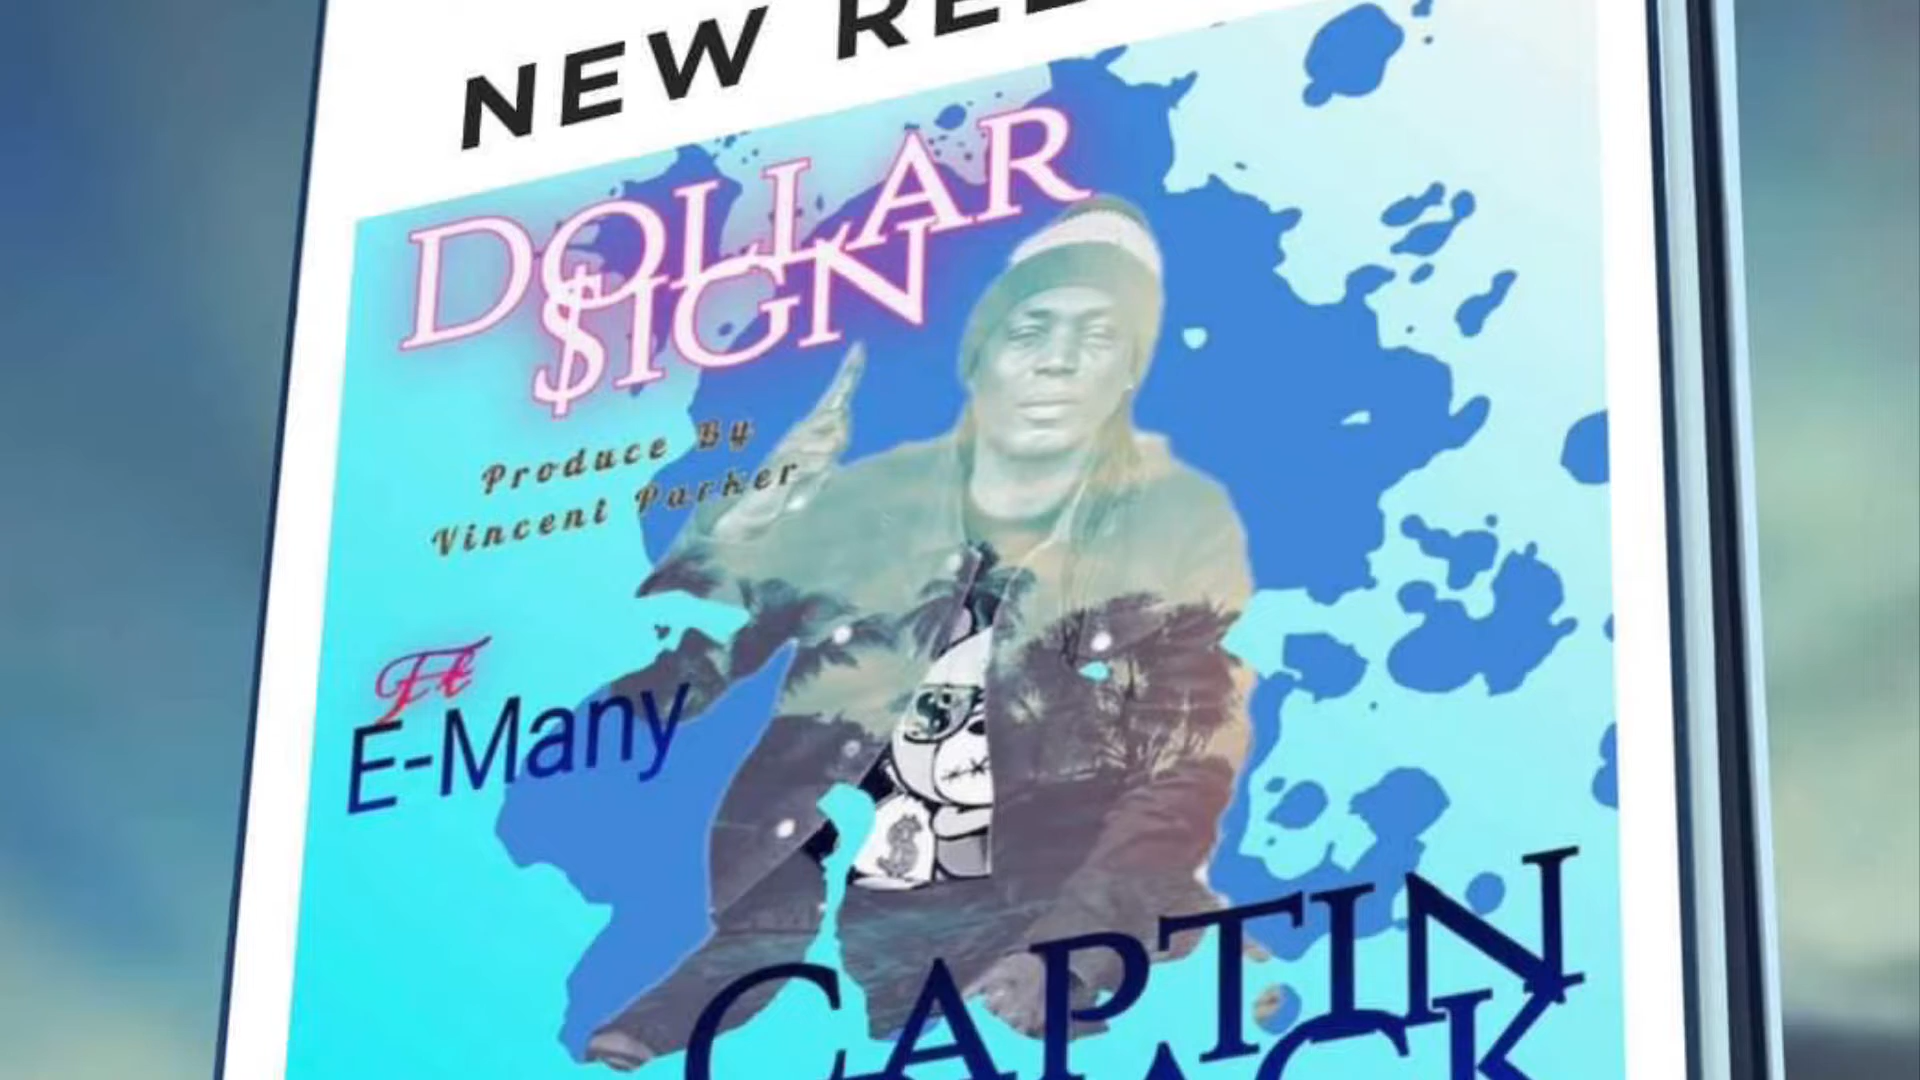 NEW
DOLLAR
$IGN
Produce By
Vincent Parker
Ft
E-Many
CAPTIN